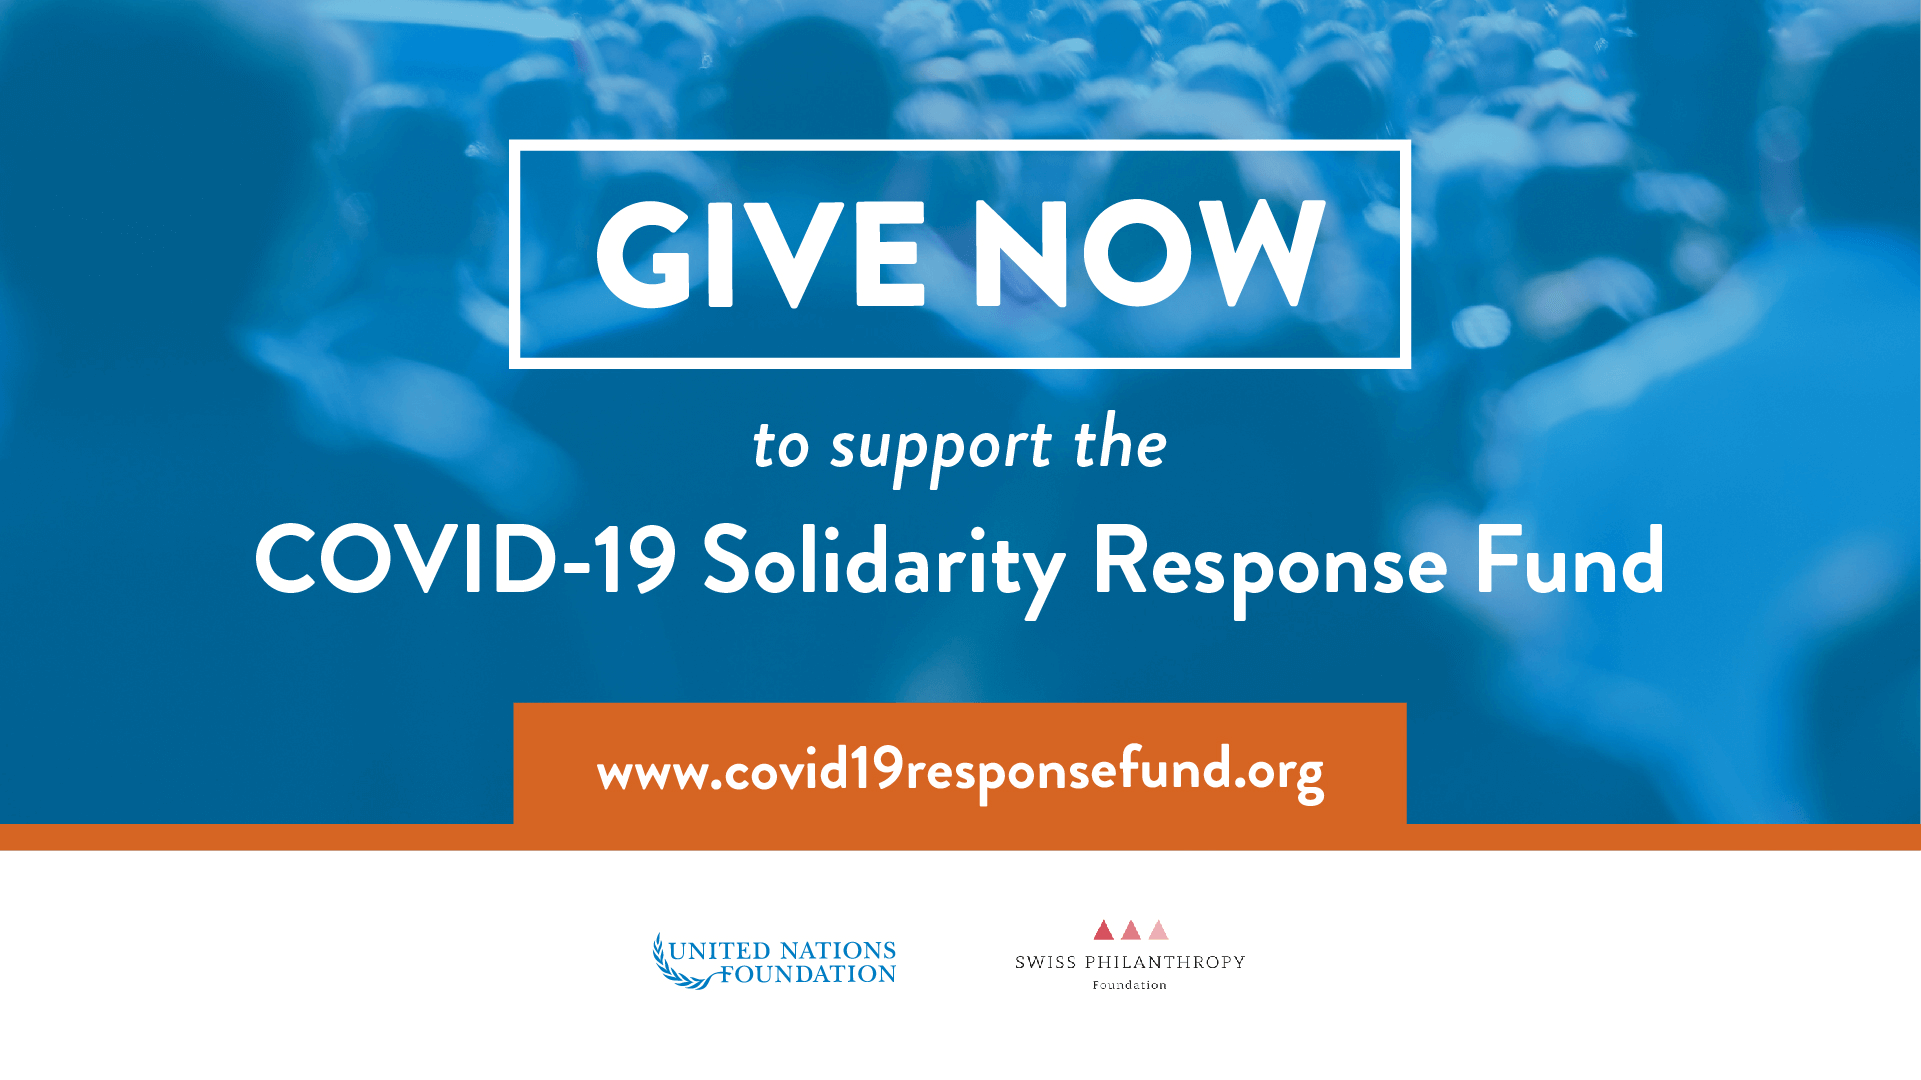 GIVE NOW
to support the
COVID-19 Solidarity Response Fund
www.covid19responsefund.org
UNITED NATIONS
FOUNDATION
SWISS PHILANTHROPY
Foundation